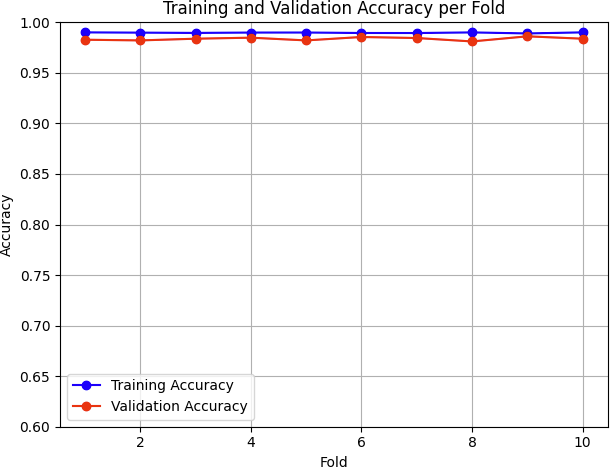 Training and Validation Accuracy per Fold
1.00
0.95
0.90
0.85
0.80
0.75
0.70
0.65
0.60
Accuracy
Training Accuracy
Validation Accuracy
2 4 6 8 10
Fold